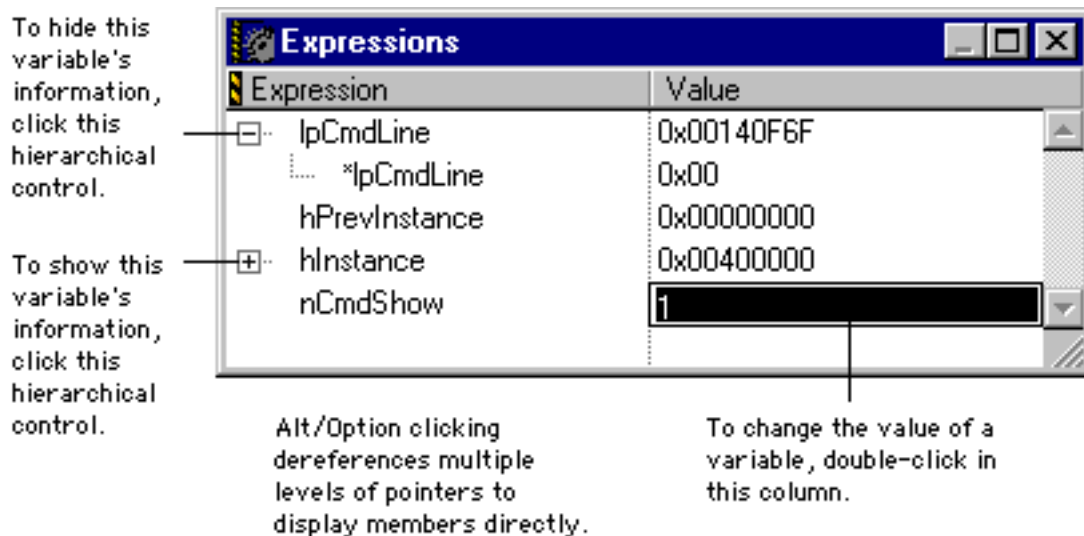 To hide this
variable's
information,
click this
hierarchical
control.
To show this
variable's
information,
click this
hierarchical
control.
Expressions
Expression Value
lpCmdLine 0x00140F6F
*lpCmdLine 0x00
hPrevInstance 0x00000000
hInstance 0x00400000
nCmdShow 1
Alt/Option clicking
dereferences multiple
levels of pointers to
display members directly.
To change the value of a
variable, double-click in
this column.